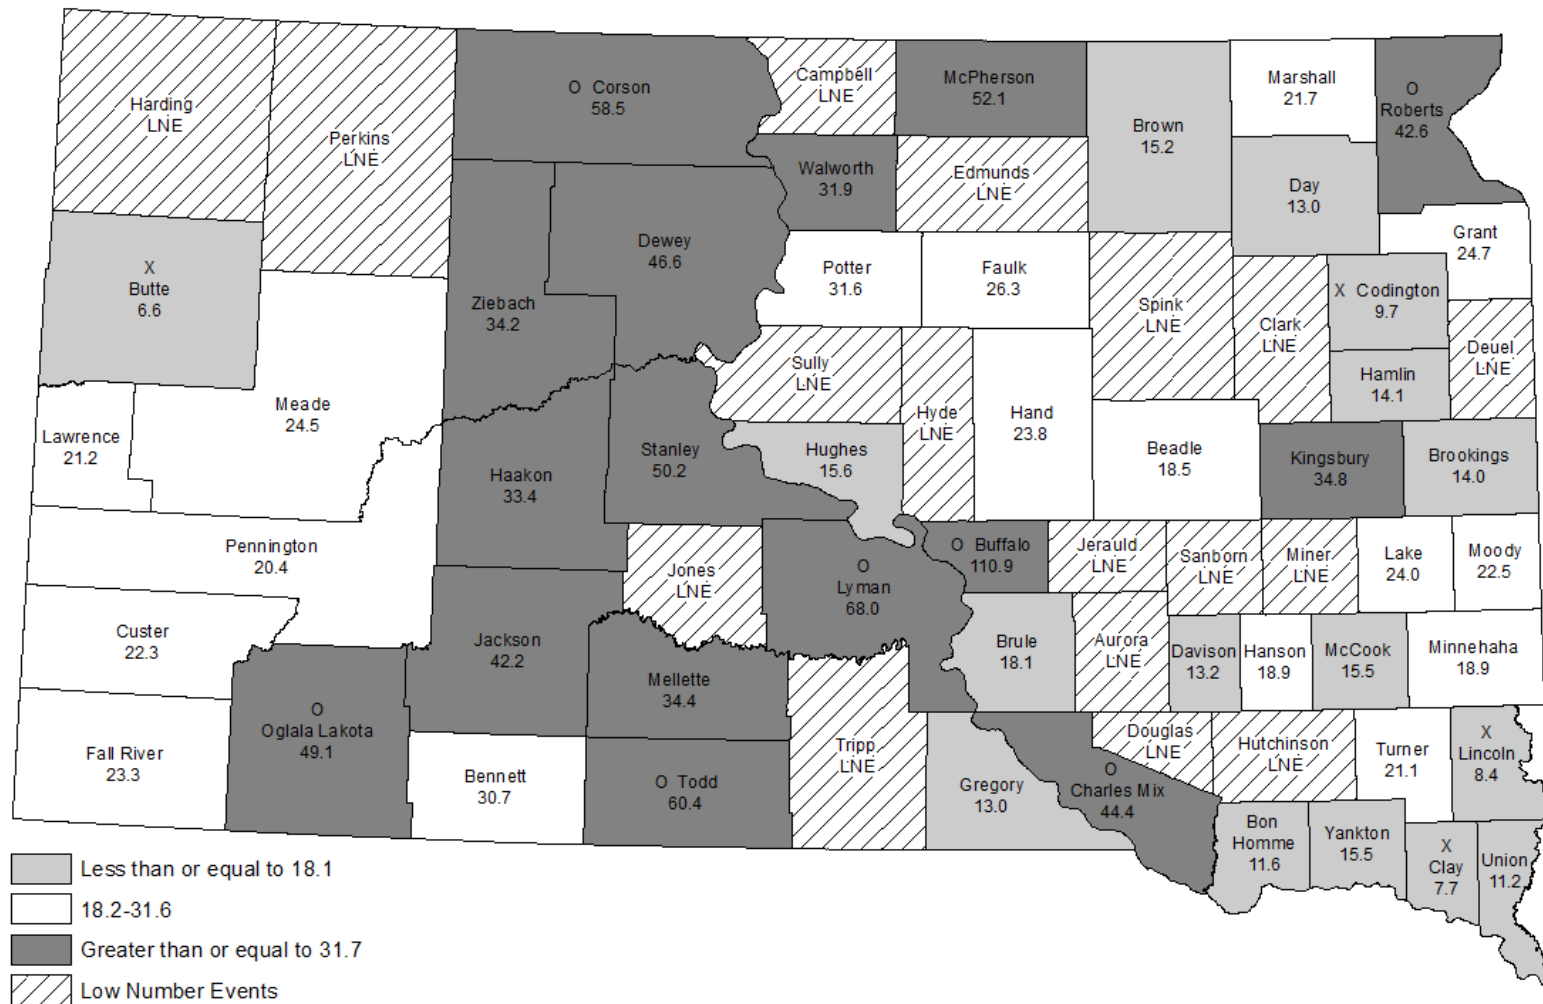 Harding
LNE
Perkins
LNE
O Corson
58.5
Campbell
LNE
McPherson
52.1
Brown
15.2
Marshall
21.7
O
Roberts
42.6
Walworth
31.9
Edmunds
LNE
Day
13.0
Grant
24.7
X
Butte
6.6
Ziebach
34.2
Dewey
46.6
Potter
31.6
Faulk
26.3
Spink
LNE
Clark
LNE
X Codington
9.7
Deuel
LNE
Hamlin
14.1
Lawrence
21.2
Meade
24.5
Haakon
33.4
Stanley
50.2
Sully
LNE
Hughes
15.6
Hyde
LNE
Hand
23.8
Beadle
18.5
Kingsbury
34.8
Brookings
14.0
Pennington
20.4
Jones
LNE
O
Lyman
68.0
O Buffalo
110.9
Jerauld
LNE
Sanborn
LNE
Miner
LNE
Lake
24.0
Moody
22.5
Custer
22.3
Jackson
42.2
Mellette
34.4
Brule
18.1
Aurora
LNE
Davison
13.2
Hanson
18.9
McCook
15.5
Minnehaha
18.9
Fall River
23.3
O
Oglala Lakota
49.1
Bennett
30.7
O Todd
60.4
Tripp
LNE
Gregory
13.0
O
Charles Mix
44.4
Douglas
LNE
Hutchinson
LNE
Turner
21.1
X
Lincoln
8.4
Bon
Homme
11.6
Yankton
15.5
X
Clay
7.7
Union
11.2
Less than or equal to 18.1
18.2-31.6
Greater than or equal to 31.7
Low Number Events